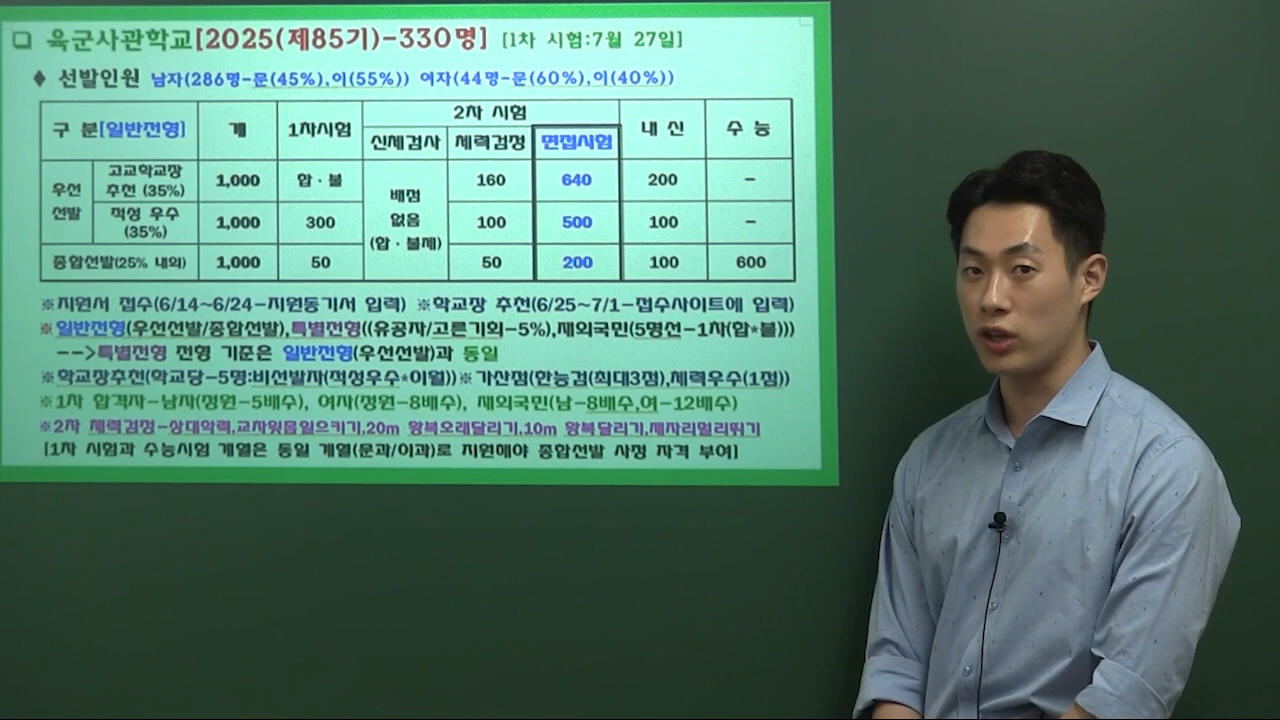 ❏ 육군사관학교[2025(제85기)-330명] [1차 시험:7월 27일]
♦ 선발인원 남자(286명-문(45%),이(55%)) 여자(44명-문(60%),이(40%))
구 분[일반전형] 계 1차시험 2차 시험 내 신 수 능
신체검사 체력검정 면접시험
우선 선발 고교학교장 추천 (35%) 1,000 합·불 배점 없음 (합·불제) 160 640 200 -
적성 우수 (35%) 1,000 300 100 500 100 -
종합선발(25% 내외) 1,000 50 50 200 100 600
※지원서 접수(6/14~6/24-지원동기서 입력) ※학교장 추천(6/25~7/1-접수사이트에 입력)
※일반전형(우선선발/종합선발),특별전형((유공자/고른기회-5%),재외국민(5명선-1차(합*불)))
-->특별전형 전형 기준은 일반전형(우선선발)과 동일
※학교장추천(학교당-5명:비선발자(적성우수*이월))※가산점(한능검(최대3점),체력우수(1점))
※1차 합격자-남자(정원-5배수), 여자(정원-8배수), 재외국민(남-8배수,여-12배수)
※2차 체력검정-상대악력,교차윗몸일으키기,20m 왕복오래달리기,10m 왕복달리기,제자리멀리뛰기
[1차 시험과 수능시험 계열은 동일 계열(문과/이과)로 지원해야 종합선발 사정 자격 부여]